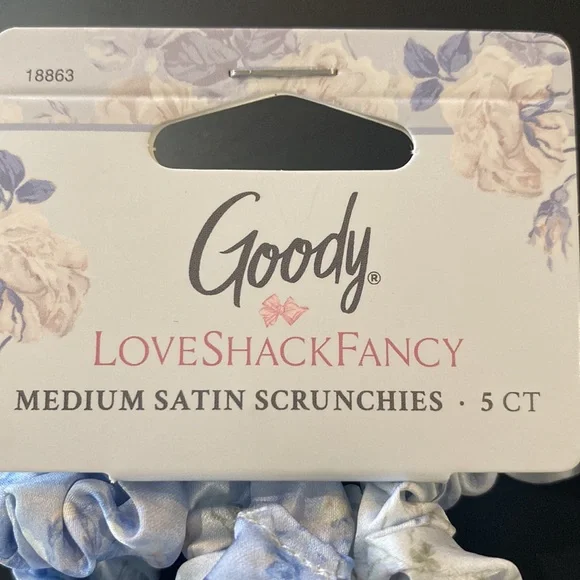 18863
Goody®
LOVESHACKFANCY
MEDIUM SATIN SCRUNCHIES · 5 CT